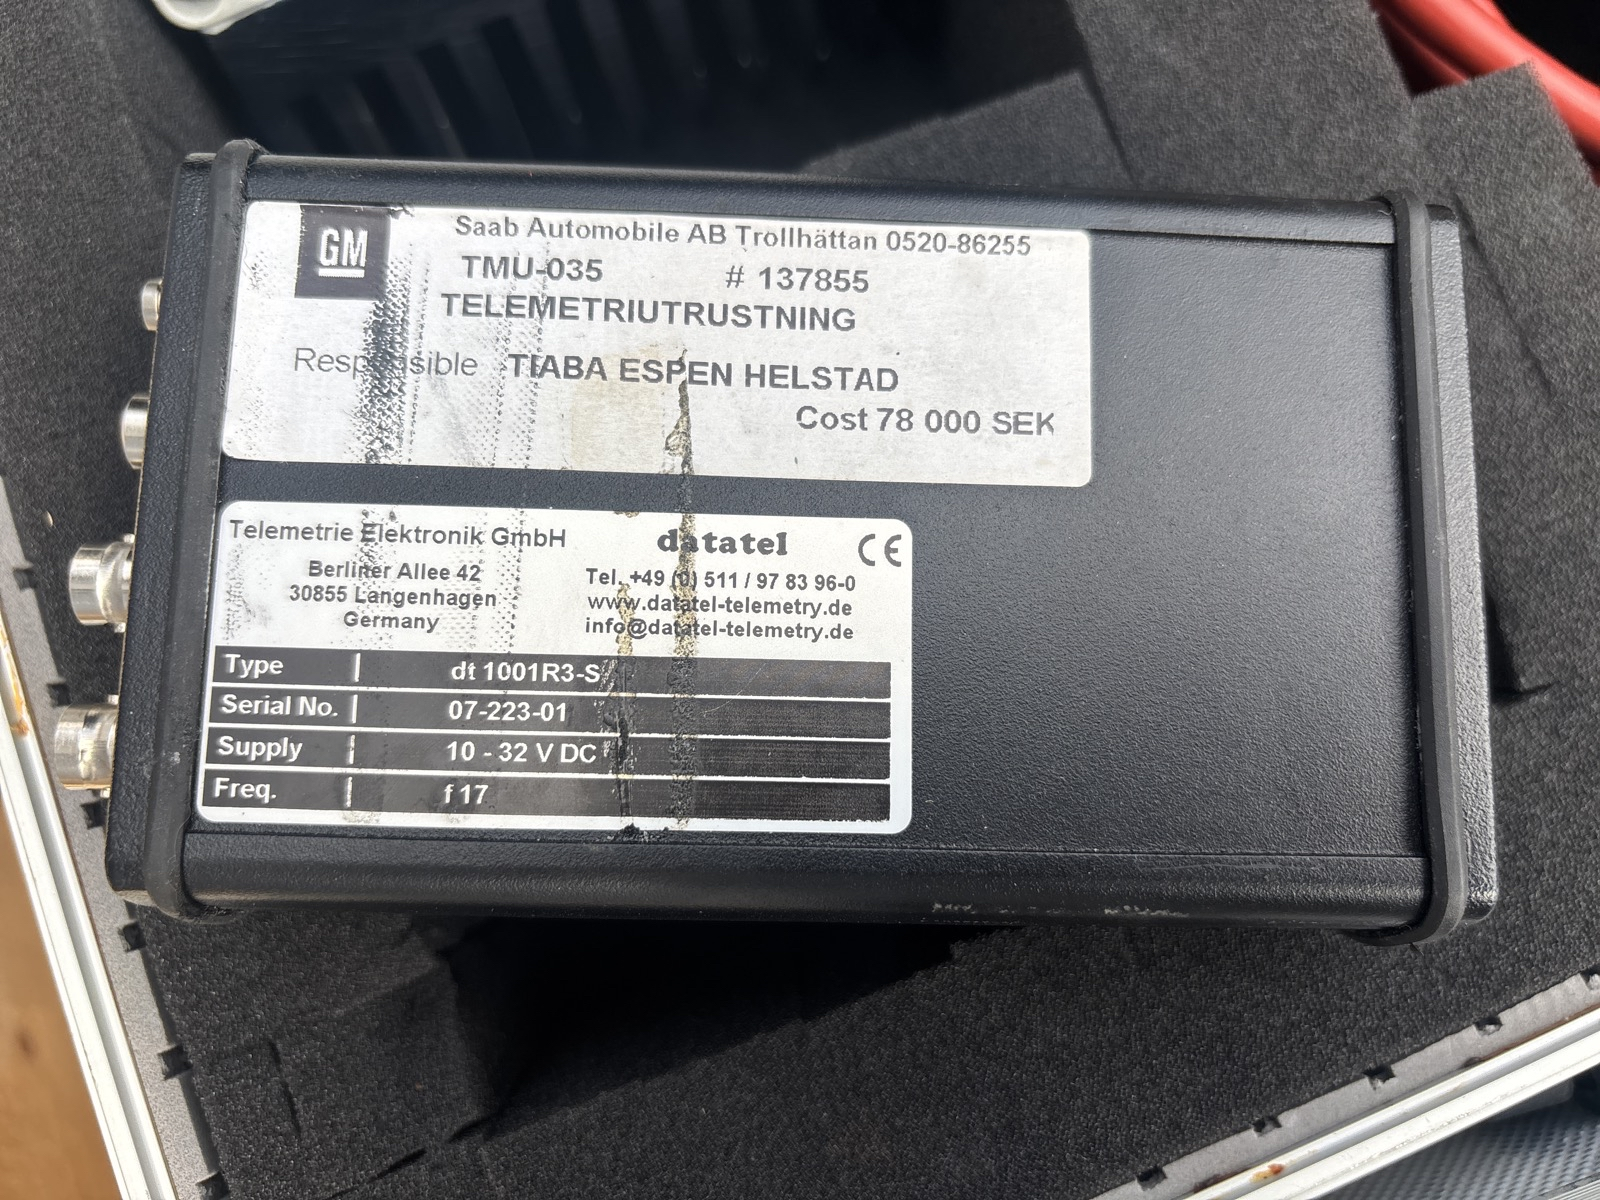 GM
Saab Automobile AB Trollhättan 0520-86255
TMU-035 # 137855
TELEMETRIUTRUSTNING
Responsible TIABA ESPEN HELSTAD
Cost 78 000 SEK
Telemetrie Elektronik GmbH
Berliner Allee 42
30855 Langenhagen
Germany
datatel CE
Tel. +49 (0) 511 / 97 83 96-0
www.datatel-telemetry.de
info@datatel-telemetry.de
Type | dt 1001R3-S
Serial No. | 07-223-01
Supply | 10 - 32 V DC
Freq. | f 17